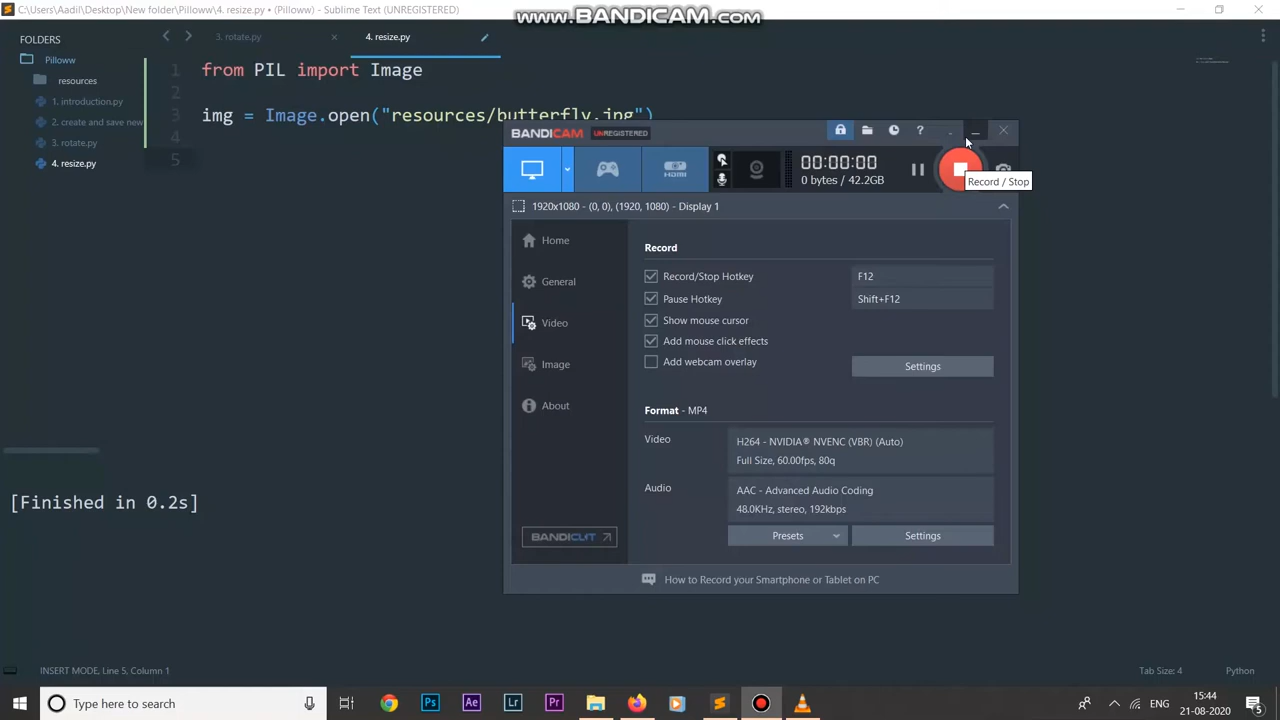 C:\Users\Aadil\Desktop\New folder\Pilloww\4. resize.py • (Pilloww) - Sublime Text (UNREGISTERED)
www.BANDICAM.com
FOLDERS
Pilloww
resources
1. introduction.py
2. create and save new
3. rotate.py
4. resize.py
3. rotate.py
4. resize.py
1 from PIL import Image
2
3 img = Image.open("resources/butterfly.jpg")
4
5
BANDICAM UNREGISTERED
00:00:00
0 bytes / 42.2GB
Record / Stop
1920x1080 - (0, 0), (1920, 1080) - Display 1
Home
General
Video
Image
About
BANDICUT
Record
Record/Stop Hotkey F12
Pause Hotkey Shift+F12
Show mouse cursor
Add mouse click effects
Add webcam overlay
Settings
Format - MP4
Video
H264 - NVIDIA® NVENC (VBR) (Auto)
Full Size, 60.00fps, 80q
Audio
AAC - Advanced Audio Coding
48.0KHz, stereo, 192kbps
Presets
Settings
How to Record your Smartphone or Tablet on PC
[Finished in 0.2s]
INSERT MODE, Line 5, Column 1
Tab Size: 4
Python
Type here to search
ENG
15:44
21-08-2020